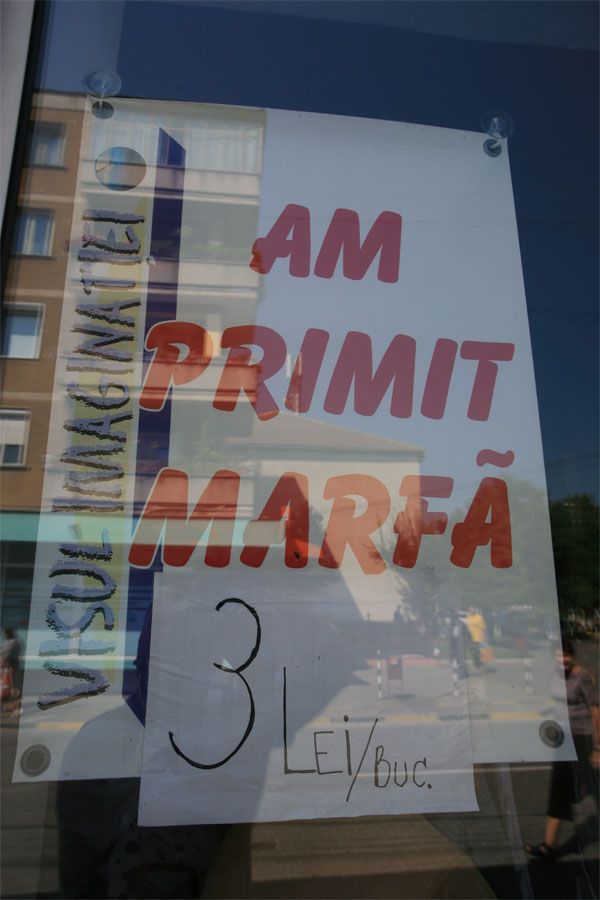 VISUL IMAGINAȚIEI
AM
PRIMIT
MARFÃ
3 LEI/BUC.